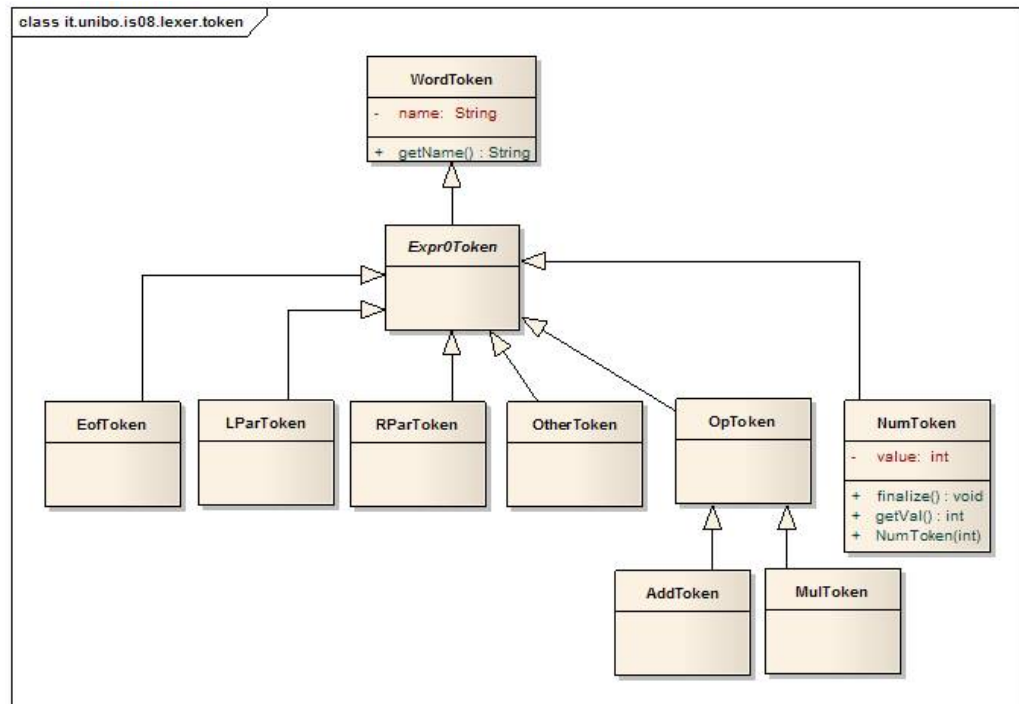 class it.unibo.is08.lexer.token
WordToken
- name: String
+ getName() : String
Expr0Token
EofToken
LParToken
RParToken
OtherToken
OpToken
NumToken
- value: int
+ finalize() : void
+ getVal() : int
+ NumToken(int)
AddToken
MulToken